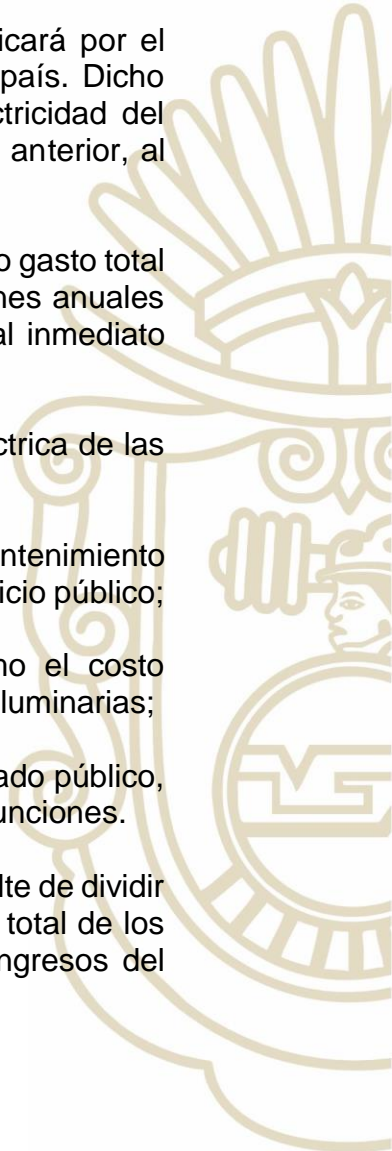 icará por el
país. Dicho
ctricidad del
anterior, al
o gasto total
nes anuales
al inmediato
ctrica de las
antenimiento
icio público;
no el costo
luminarias;
ado público,
unciones.
lte de dividir
total de los
ngresos del